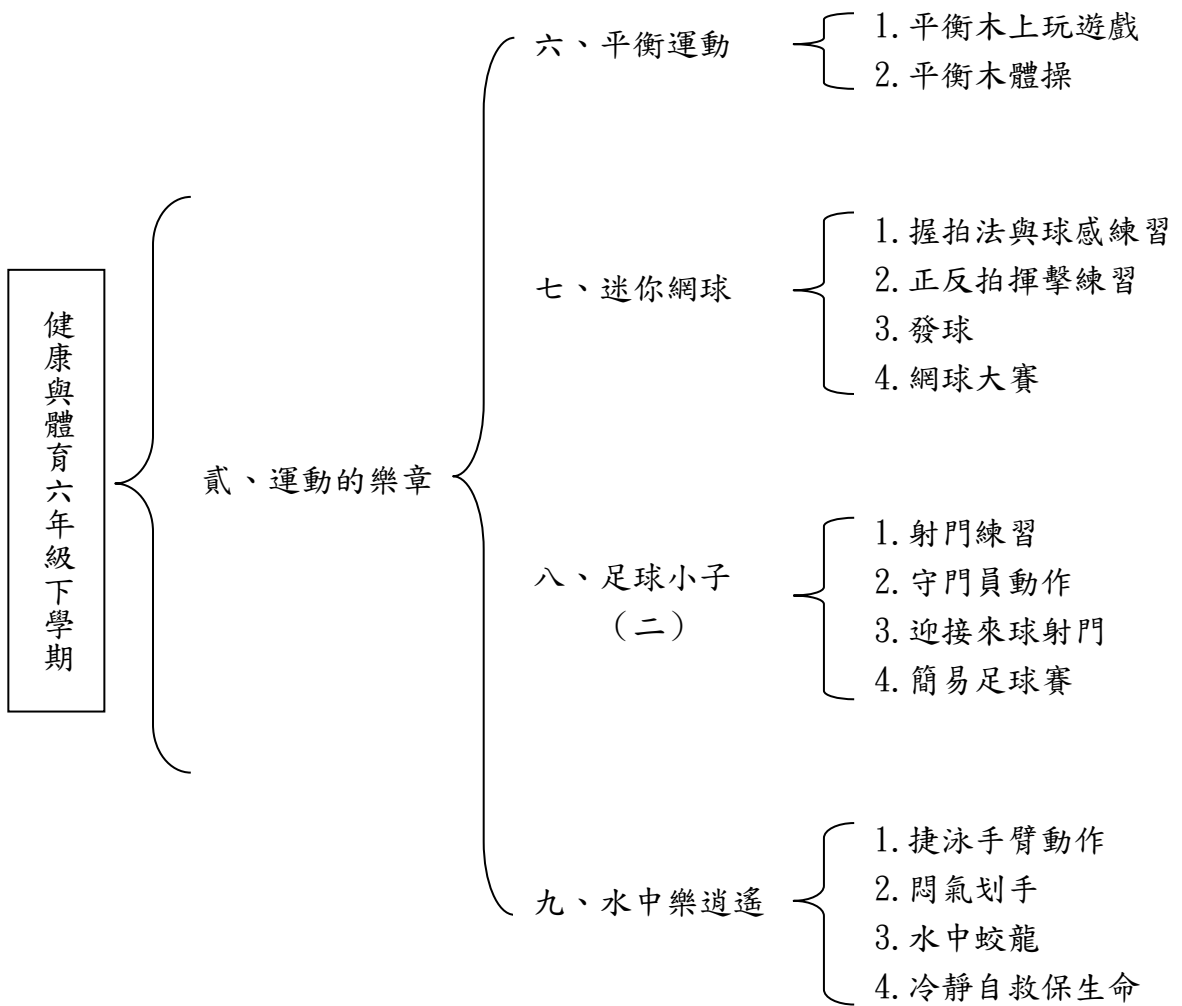 健康與體育六年級下學期
貳、運動的樂章
六、平衡運動
1.平衡木上玩遊戲
2.平衡木體操
七、迷你網球
1.握拍法與球感練習
2.正反拍揮擊練習
3.發球
4.網球大賽
八、足球小子
（二）
1.射門練習
2.守門員動作
3.迎接來球射門
4.簡易足球賽
九、水中樂逍遙
1.捷泳手臂動作
2.悶氣划手
3.水中蛟龍
4.冷靜自救保生命